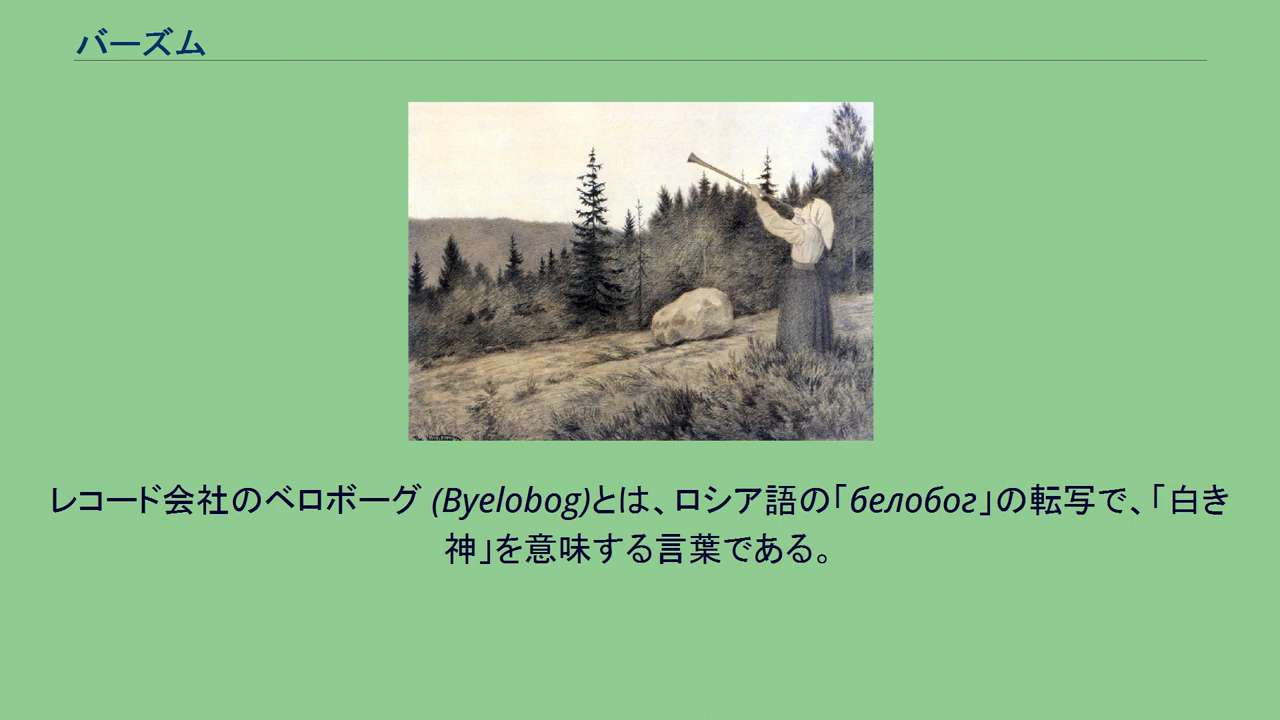 バーズム
レコード会社のベロボーグ (Byelobog)とは、ロシア語の「белобог」の転写で、「白き
神」を意味する言葉である。